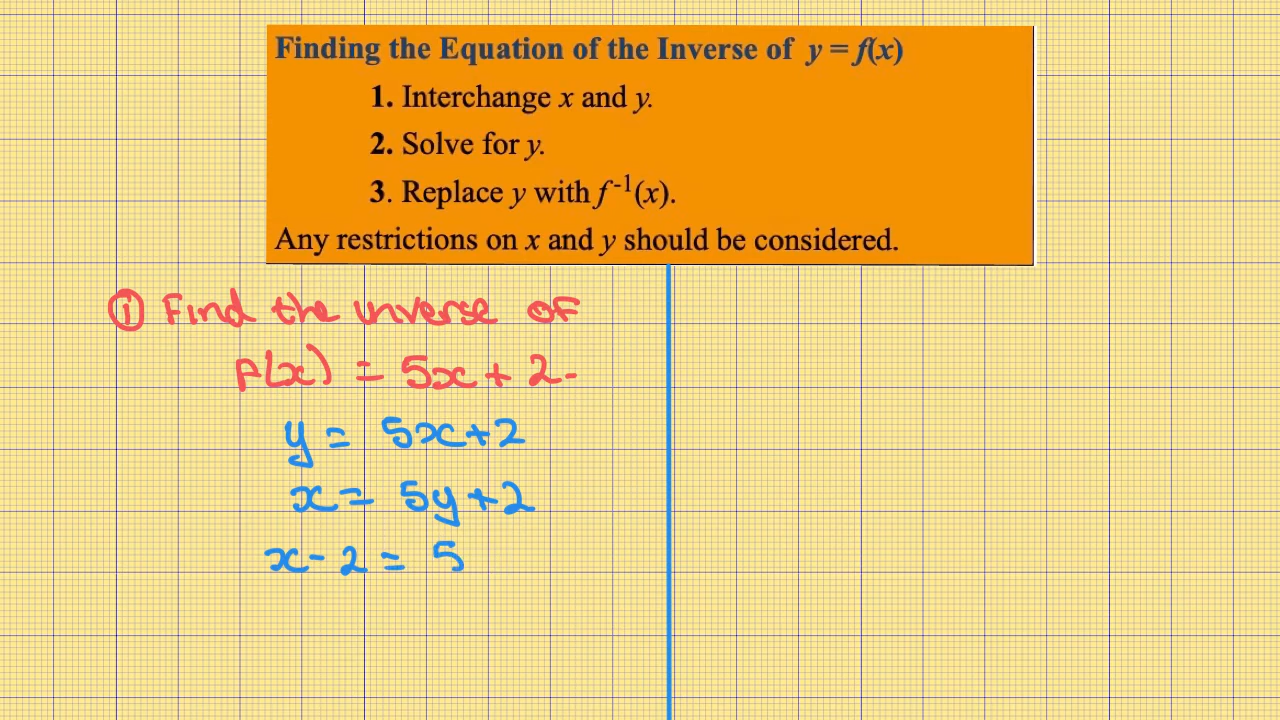 Finding the Equation of the Inverse of y = f(x)
1. Interchange x and y.
2. Solve for y.
3. Replace y with f⁻¹(x).
Any restrictions on x and y should be considered.
① Find the inverse of
f(x) = 5x + 2.
y = 5x+2
x = 5y+2
x - 2 = 5